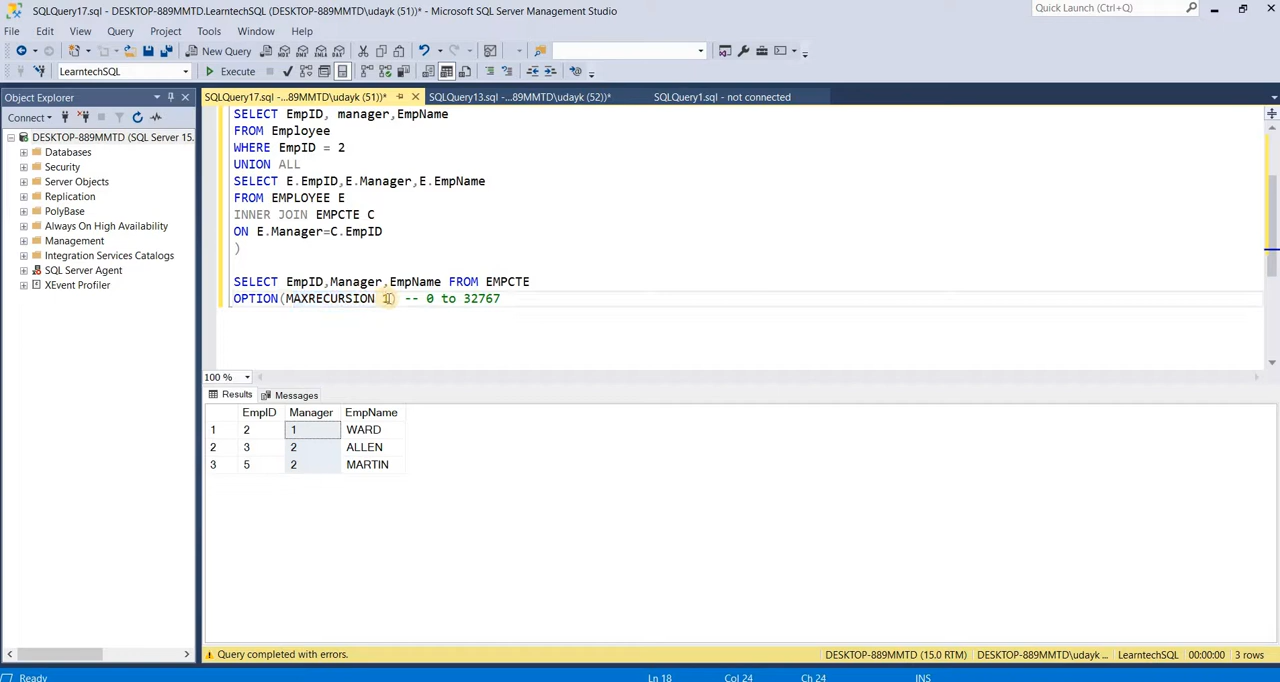 SQLQuery17.sql - DESKTOP-889MMTD.LearntechSQL (DESKTOP-889MMTD\udayk (51))* - Microsoft SQL Server Management Studio
Quick Launch (Ctrl+Q)
File Edit View Query Project Tools Window Help
New Query
LearntechSQL Execute
Object Explorer
SQLQuery17.sql -...89MMTD\udayk (51))* SQLQuery13.sql -...89MMTD\udayk (52))* SQLQuery1.sql - not connected
Connect
DESKTOP-889MMTD (SQL Server 15.
Databases
Security
Server Objects
Replication
PolyBase
Always On High Availability
Management
Integration Services Catalogs
SQL Server Agent
XEvent Profiler
SELECT EmpID, manager,EmpName
FROM Employee
WHERE EmpID = 2
UNION ALL
SELECT E.EmpID,E.Manager,E.EmpName
FROM EMPLOYEE E
INNER JOIN EMPCTE C
ON E.Manager=C.EmpID
)
SELECT EmpID,Manager,EmpName FROM EMPCTE
OPTION(MAXRECURSION 1) -- 0 to 32767
100 %
Results Messages
EmpID Manager EmpName
1 2 1 WARD
2 3 2 ALLEN
3 5 2 MARTIN
Query completed with errors. DESKTOP-889MMTD (15.0 RTM) DESKTOP-889MMTD\udayk ... LearntechSQL 00:00:00 3 rows
Ready Ln 18 Col 24 Ch 24 INS